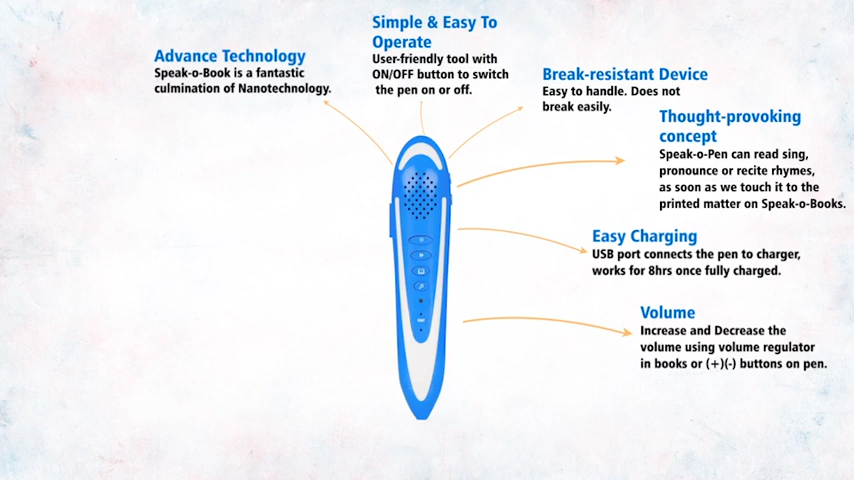 Advance Technology
Speak-o-Book is a fantastic
culmination of Nanotechnology.
Simple & Easy To
Operate
User-friendly tool with
ON/OFF button to switch
the pen on or off.
Break-resistant Device
Easy to handle. Does not
break easily.
Thought-provoking
concept
Speak-o-Pen can read sing,
pronounce or recite rhymes,
as soon as we touch it to the
printed matter on Speak-o-Books.
Easy Charging
USB port connects the pen to charger,
works for 8hrs once fully charged.
Volume
Increase and Decrease the
volume using volume regulator
in books or (+)(-) buttons on pen.